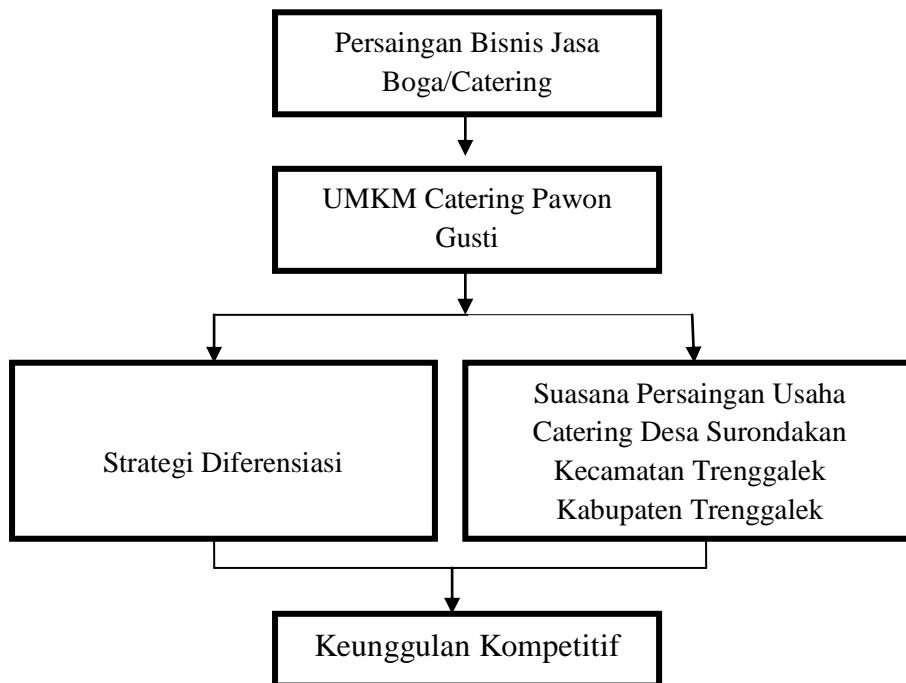 Persaingan Bisnis Jasa
Boga/Catering
UMKM Catering Pawon
Gusti
Strategi Diferensiasi
Suasana Persaingan Usaha
Catering Desa Surondakan
Kecamatan Trenggalek
Kabupaten Trenggalek
Keunggulan Kompetitif